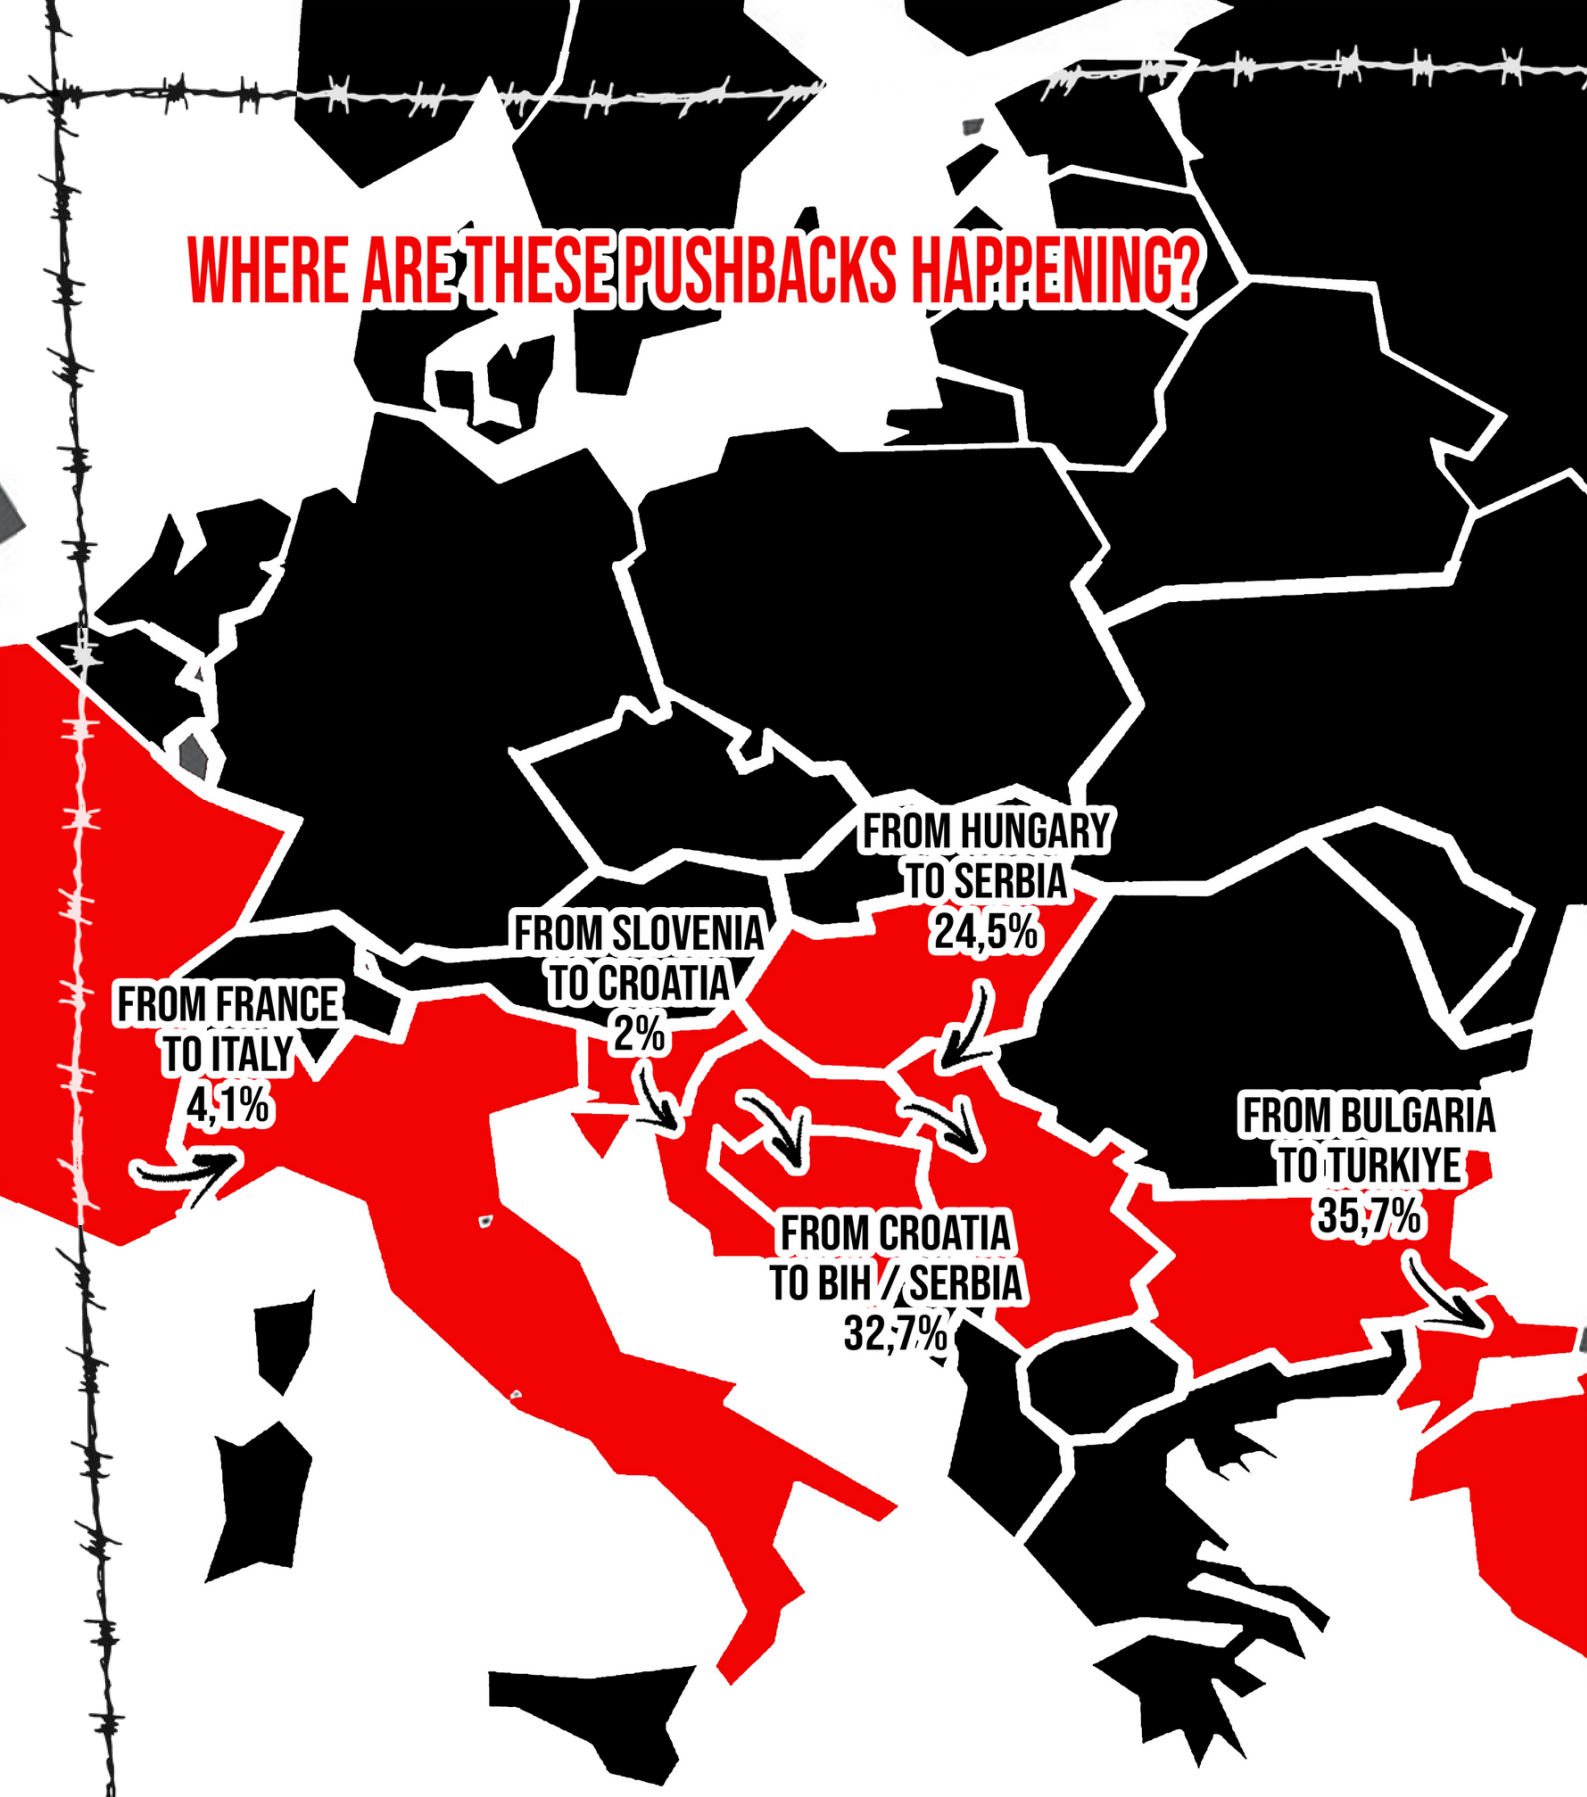 WHERE ARE THESE PUSHBACKS HAPPENING?
FROM HUNGARY
TO SERBIA
24,5%
FROM SLOVENIA
TO CROATIA
2%
FROM FRANCE
TO ITALY
4,1%
FROM BULGARIA
TO TURKIYE
35,7%
FROM CROATIA
TO BIH / SERBIA
32,7%